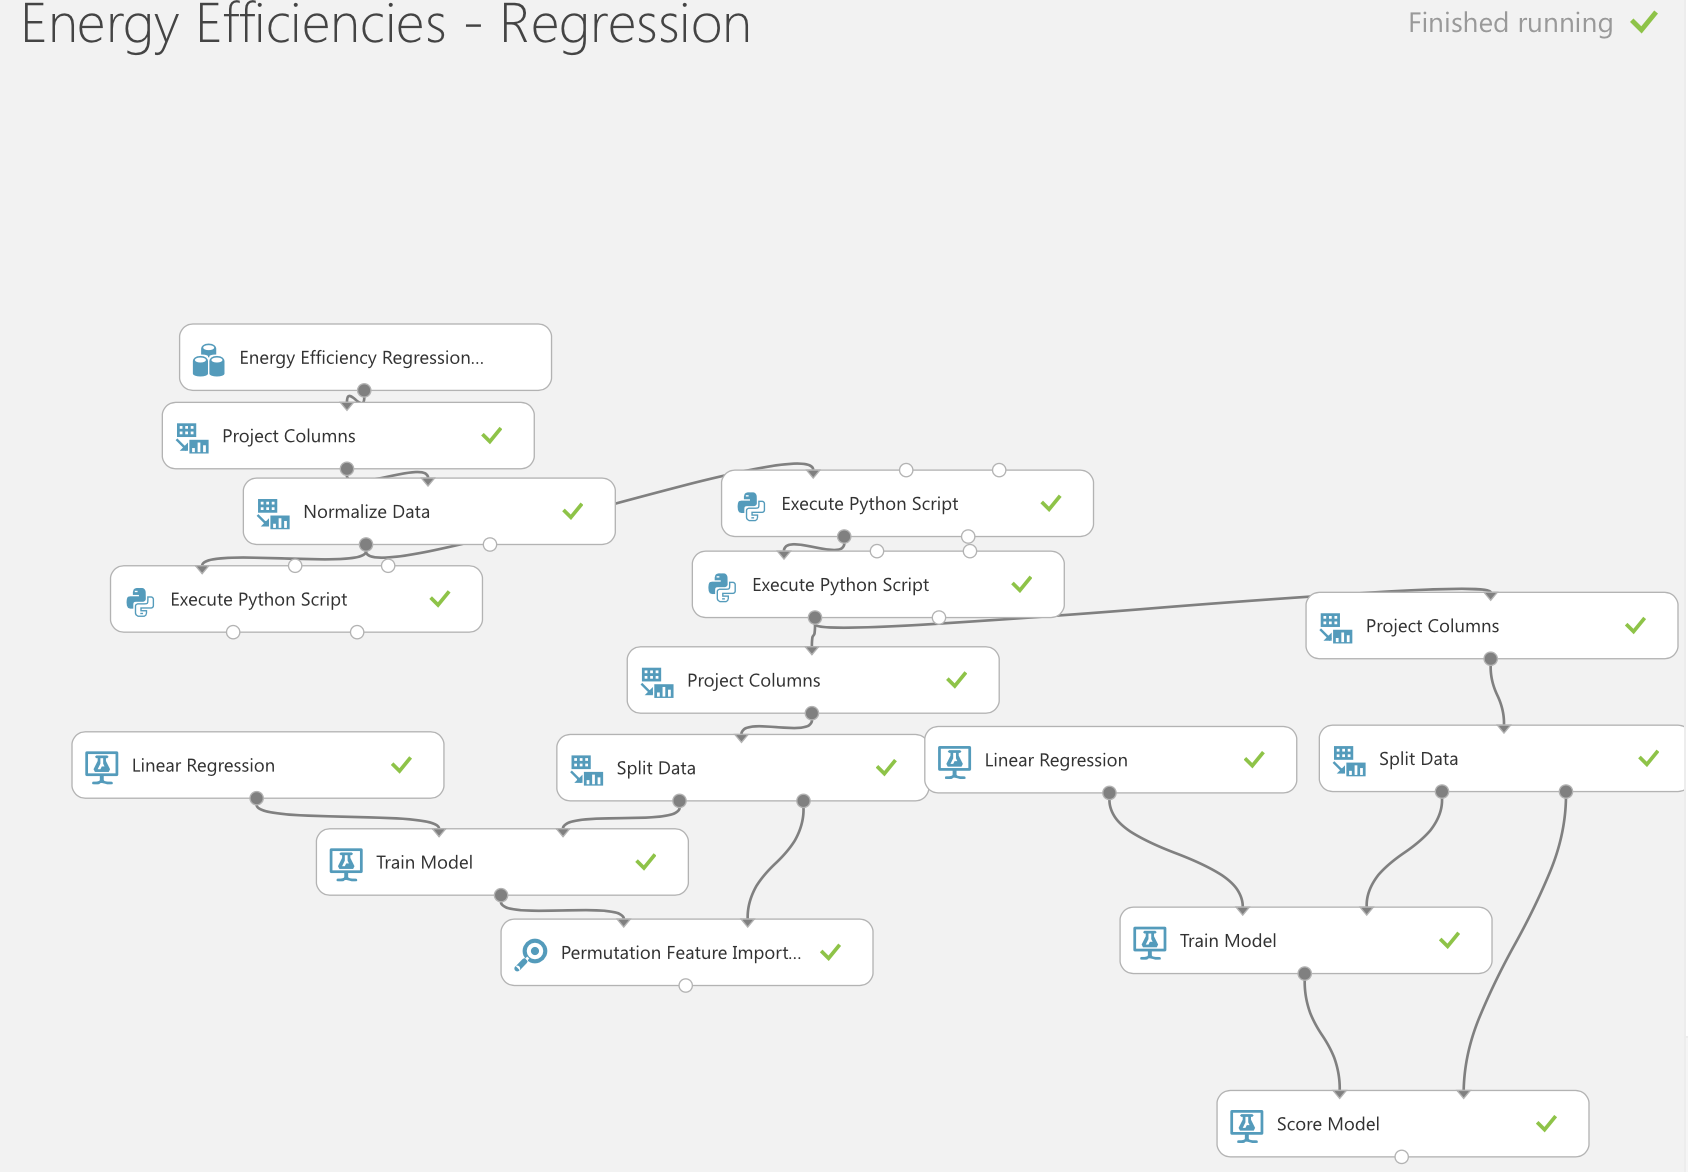 Energy Efficiencies - Regression
Finished running
Energy Efficiency Regression...
Project Columns
Normalize Data
Execute Python Script
Execute Python Script
Execute Python Script
Project Columns
Project Columns
Linear Regression
Split Data
Linear Regression
Split Data
Train Model
Permutation Feature Import...
Train Model
Score Model